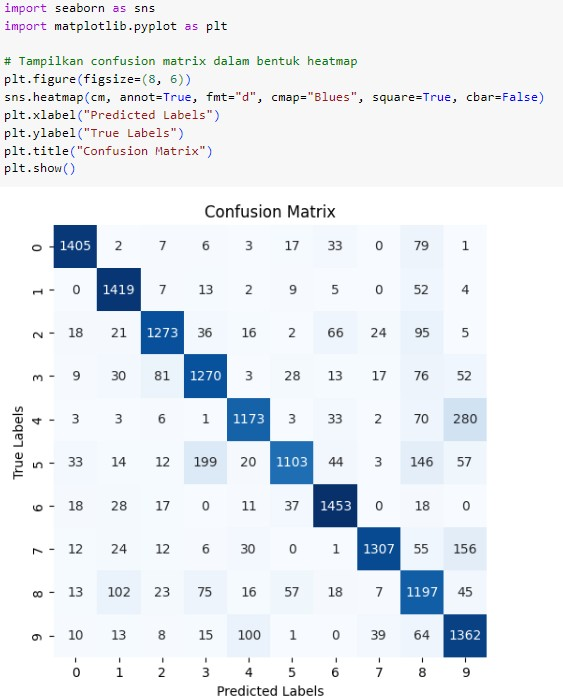 import seaborn as sns
import matplotlib.pyplot as plt
# Tampilkan confusion matrix dalam bentuk heatmap
plt.figure(figsize=(8, 6))
sns.heatmap(cm, annot=True, fmt="d", cmap="Blues", square=True, cbar=False)
plt.xlabel("Predicted Labels")
plt.ylabel("True Labels")
plt.title("Confusion Matrix")
plt.show()
Confusion Matrix
True Labels
0 1405 2 7 6 3 17 33 0 79 1
1 0 1419 7 13 2 9 5 0 52 4
2 18 21 1273 36 16 2 66 24 95 5
3 9 30 81 1270 3 28 13 17 76 52
4 3 3 6 1 1173 3 33 2 70 280
5 33 14 12 199 20 1103 44 3 146 57
6 18 28 17 0 11 37 1453 0 18 0
7 12 24 12 6 30 0 1 1307 55 156
8 13 102 23 75 16 57 18 7 1197 45
9 10 13 8 15 100 1 0 39 64 1362
0 1 2 3 4 5 6 7 8 9
Predicted Labels